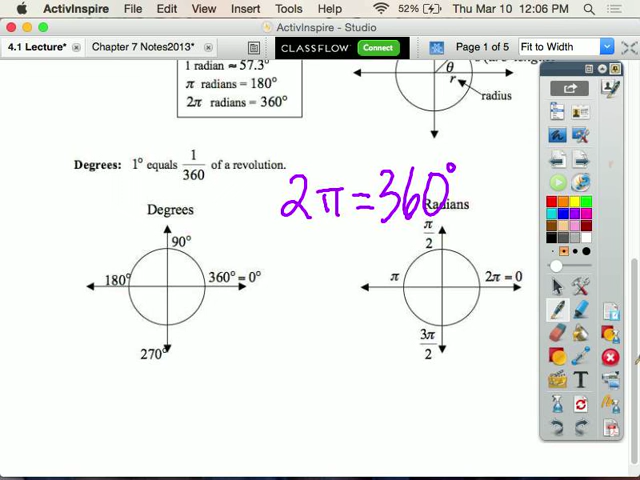 ActivInspire File Edit View Insert Tools Help 52% Thu Mar 10 12:06 PM
ActivInspire - Studio
4.1 Lecture* Chapter 7 Notes2013* NOT CONNECTED CLASSFLOW Connect Page 1 of 5 Fit to Width
1 radian ≈ 57.3°
π radians = 180°
2π radians = 360°
θ
r
radius
Degrees: 1° equals 1/360 of a revolution.
2π = 360°
Degrees
Radians
90°
180°
360° = 0°
270°
π/2
π
2π = 0
3π/2
T